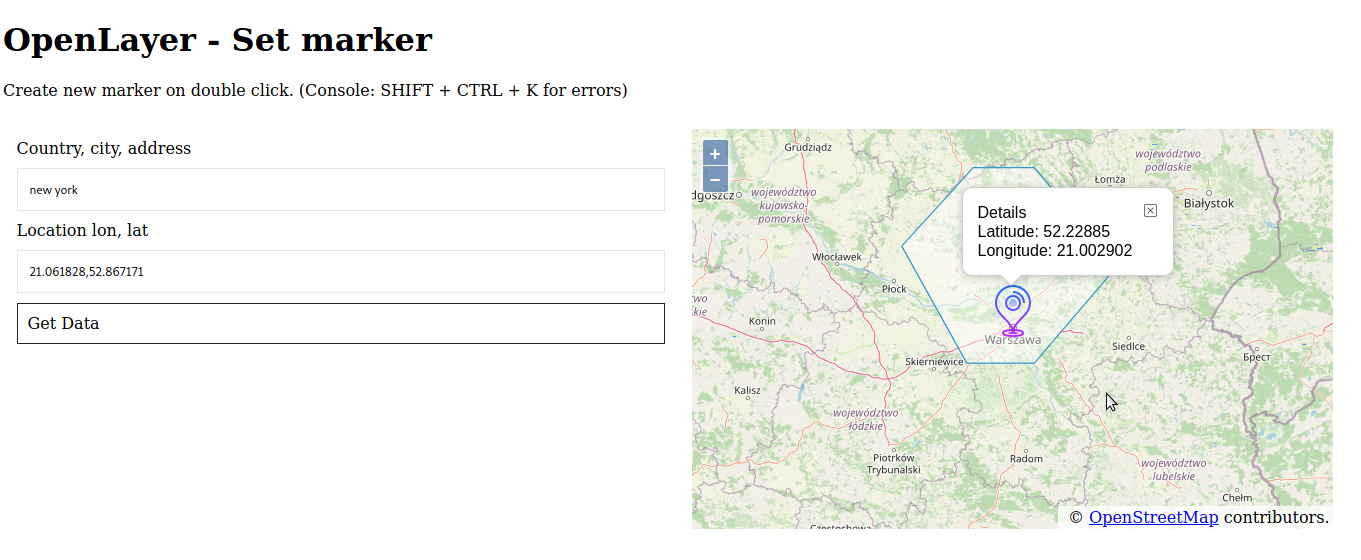 OpenLayer - Set marker
Create new marker on double click. (Console: SHIFT + CTRL + K for errors)
Country, city, address
new york
Location lon, lat
21.061828,52.867171
Get Data
+
−
Grudziądz
województwo
podlaskie
Łomża
dgoszcz
województwo
kujawsko-
pomorskie
Białystok
Details
Latitude: 52.22885
Longitude: 21.002902
Włocławek
Płock
wo
kie
Konin
Warszawa
Siedlce
Брест
Skierniewice
Kalisz
województwo
łódzkie
Piotrków
Trybunalski
Radom
województwo
lubelskie
Chełm
Częstochowa
© OpenStreetMap contributors.